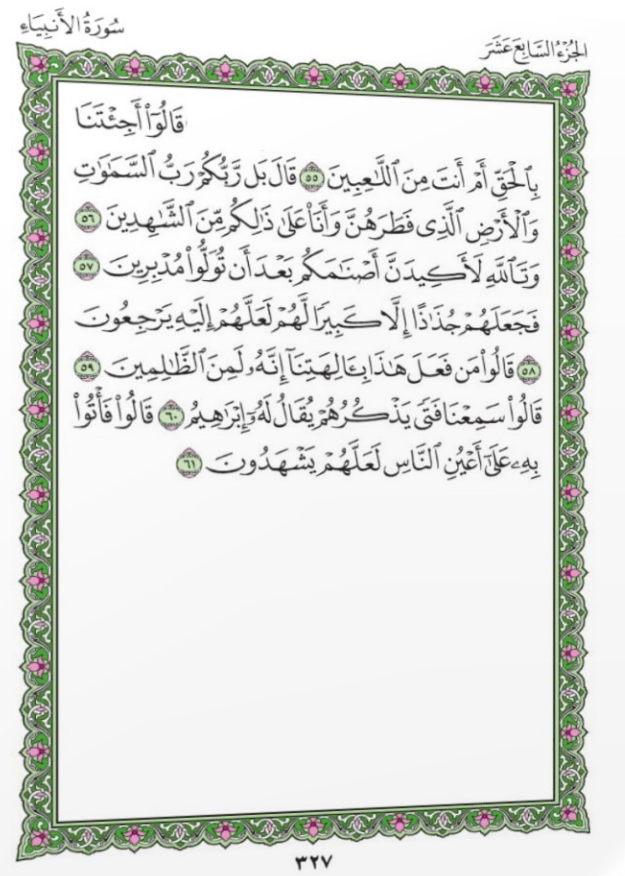 سُورَةُ الأَنبِيَاءِ
الجُزْءُ السَّابِعَ عَشَرَ
قَالُوٓا۟ أَجِئْتَنَا
بِٱلْحَقِّ أَمْ أَنتَ مِنَ ٱللَّٰعِبِينَ ٥٥ قَالَ بَل رَّبُّكُمْ رَبُّ ٱلسَّمَٰوَٰتِ
وَٱلْأَرْضِ ٱلَّذِى فَطَرَهُنَّ وَأَنَا۠ عَلَىٰ ذَٰلِكُم مِّنَ ٱلشَّٰهِدِينَ ٥٦
وَتَٱللَّهِ لَأَكِيدَنَّ أَصْنَٰمَكُم بَعْدَ أَن تُوَلُّوا۟ مُدْبِرِينَ ٥٧
فَجَعَلَهُمْ جُذَٰذًا إِلَّا كَبِيرًا لَّهُمْ لَعَلَّهُمْ إِلَيْهِ يَرْجِعُونَ
٥٨ قَالُوا۟ مَن فَعَلَ هَٰذَا بِـَٔالِهَتِنَآ إِنَّهُۥ لَمِنَ ٱلظَّٰلِمِينَ ٥٩
قَالُوا۟ سَمِعْنَا فَتًى يَذْكُرُهُمْ يُقَالُ لَهُۥٓ إِبْرَٰهِيمُ ٦٠ قَالُوا۟ فَأْتُوا۟
بِهِۦ عَلَىٰٓ أَعْيُنِ ٱلنَّاسِ لَعَلَّهُمْ يَشْهَدُونَ ٦١
٣٢٧